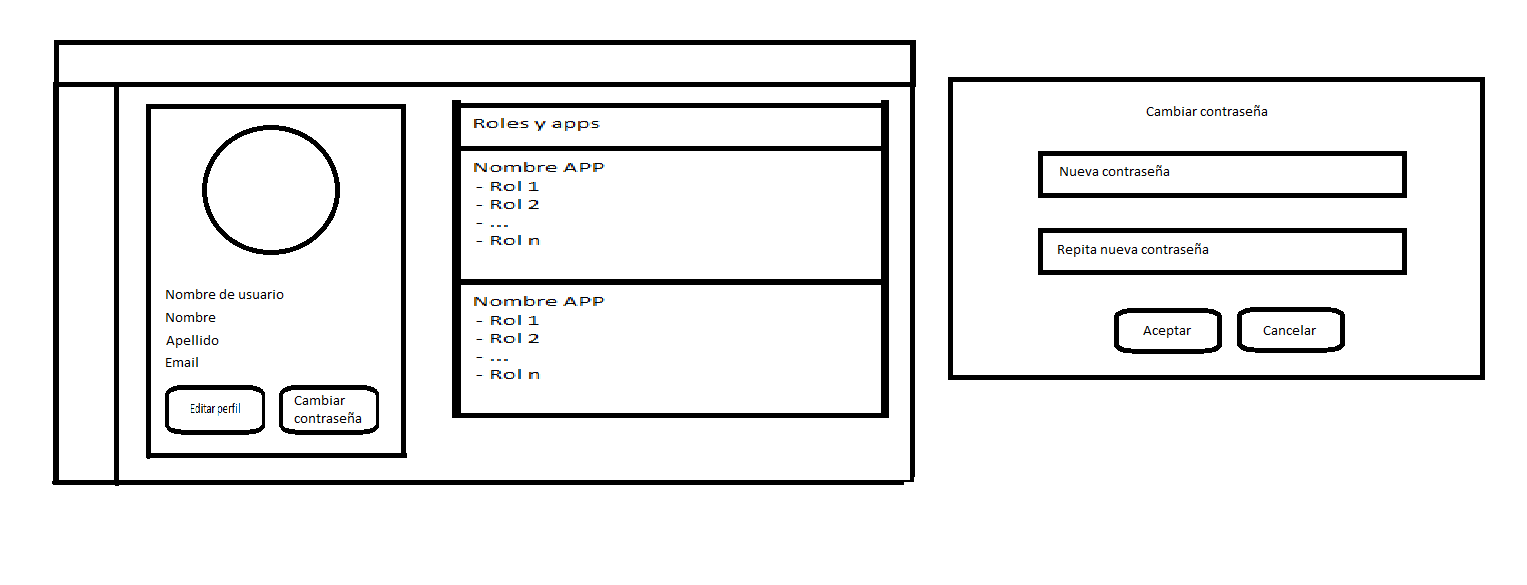 Nombre de usuario
Nombre
Apellido
Email
Editar perfil
Cambiar
contraseña
Roles y apps
Nombre APP
- Rol 1
- Rol 2
- ...
- Rol n
Nombre APP
- Rol 1
- Rol 2
- ...
- Rol n
Cambiar contraseña
Nueva contraseña
Repita nueva contraseña
Aceptar
Cancelar